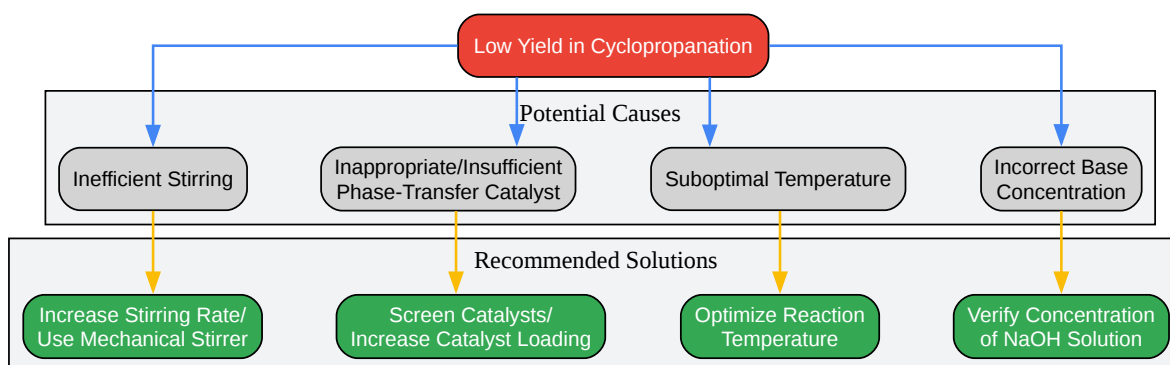 Low Yield in Cyclopropanation
Potential Causes
Inefficient Stirring
Inappropriate/Insufficient
Phase-Transfer Catalyst
Suboptimal Temperature
Incorrect Base
Concentration
Recommended Solutions
Increase Stirring Rate/
Use Mechanical Stirrer
Screen Catalysts/
Increase Catalyst Loading
Optimize Reaction
Temperature
Verify Concentration
of NaOH Solution